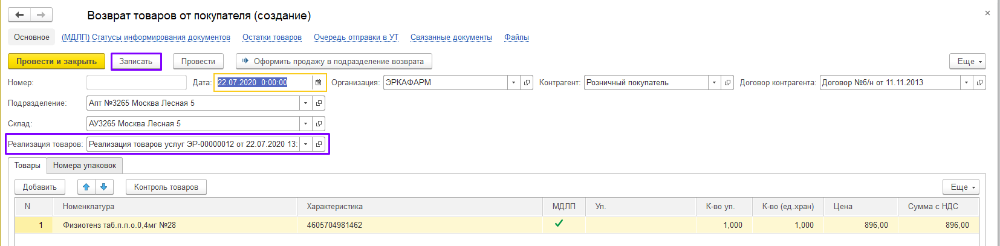 Возврат товаров от покупателя (создание)
Основное (МДЛП) Статусы информирования документов Остатки товаров Очередь отправки в УТ Связанные документы Файлы
Провести и закрыть Записать Провести Оформить продажу в подразделение возврата Еще
Номер: Дата: 22.07.2020 0:00:00 Организация: ЭРКАФАРМ Контрагент: Розничный покупатель Договор контрагента: Договор №б/н от 11.11.2013
Подразделение: Апт №3265 Москва Лесная 5
Склад: АУ3265 Москва Лесная 5
Реализация товаров: Реализация товаров услуг ЭР-00000012 от 22.07.2020 13:
Товары Номера упаковок
Добавить Контроль товаров Еще
N Номенклатура Характеристика МДЛП Уп. К-во уп. К-во (ед.хран) Цена Сумма с НДС
1 Физиотенз таб.п.п.о.0,4мг №28 4605704981462 1,000 1,000 896,00 896,00